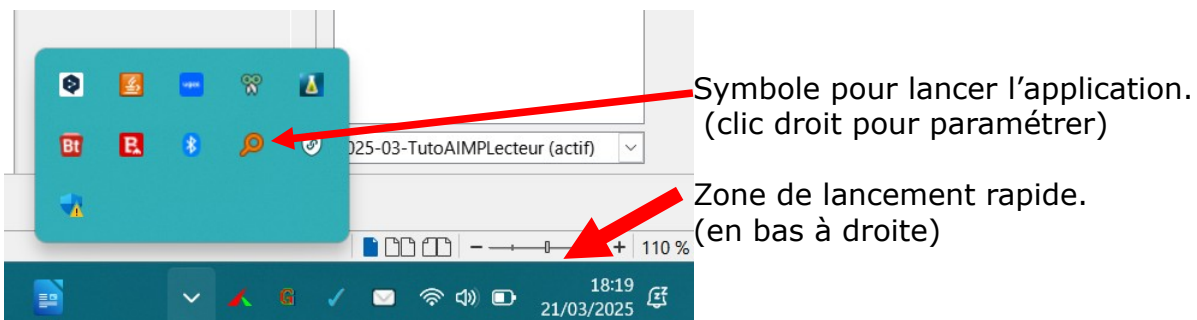 Symbole pour lancer l’application.
(clic droit pour paramétrer)
Bt
025-03-TutoAIMPLecteur (actif)
Zone de lancement rapide.
(en bas à droite)
110 %
G
18:19
21/03/2025